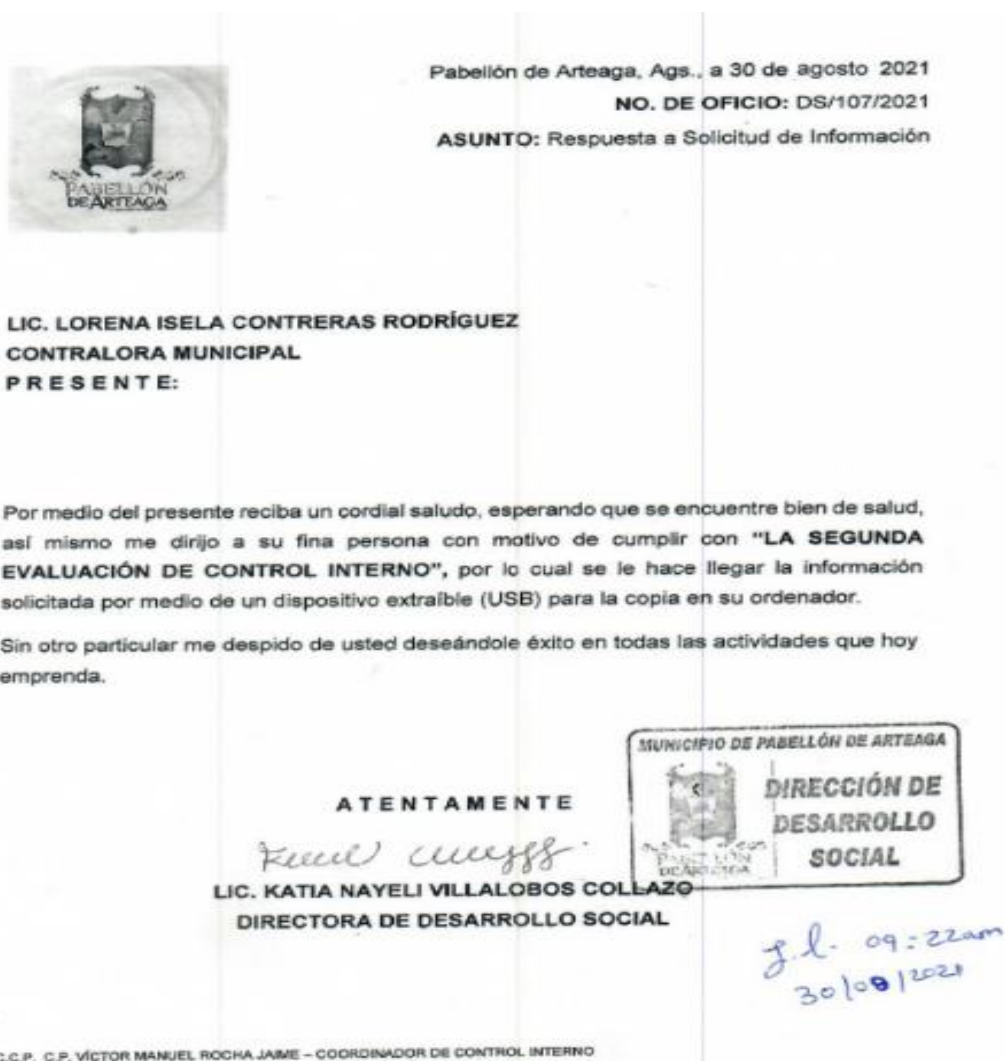 Pabellón de Arteaga, Ags., a 30 de agosto 2021
NO. DE OFICIO: DS/107/2021
ASUNTO: Respuesta a Solicitud de Información
PABELLÓN
DE ARTEAGA
LIC. LORENA ISELA CONTRERAS RODRÍGUEZ
CONTRALORA MUNICIPAL
P R E S E N T E:
Por medio del presente reciba un cordial saludo, esperando que se encuentre bien de salud,
así mismo me dirijo a su fina persona con motivo de cumplir con "LA SEGUNDA
EVALUACIÓN DE CONTROL INTERNO", por lo cual se le hace llegar la información
solicitada por medio de un dispositivo extraíble (USB) para la copia en su ordenador.
Sin otro particular me despido de usted deseándole éxito en todas las actividades que hoy
emprenda.
MUNICIPIO DE PABELLÓN DE ARTEAGA
DIRECCIÓN DE
DESARROLLO
SOCIAL
PABELLÓN
DE ARTEAGA
A T E N T A M E N T E
LIC. KATIA NAYELI VILLALOBOS COLLAZO
DIRECTORA DE DESARROLLO SOCIAL
09:22am
30/08/2021
C.C.P. C.P. VÍCTOR MANUEL ROCHA JAIME – COORDINADOR DE CONTROL INTERNO